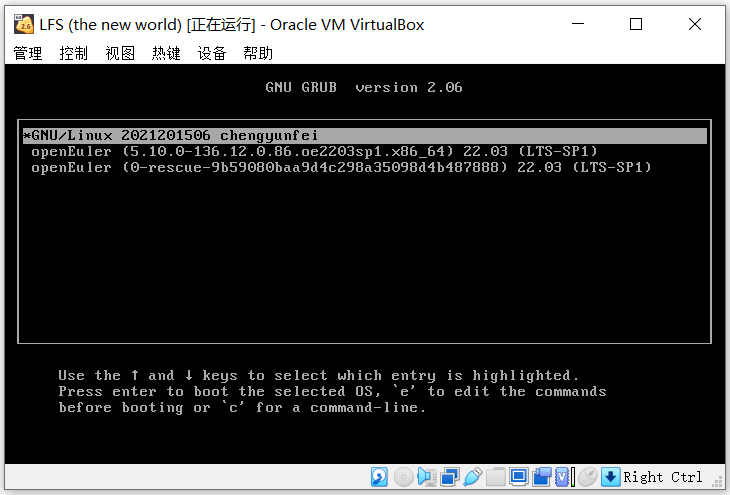 LFS (the new world) [正在运行] - Oracle VM VirtualBox
管理 控制 视图 热键 设备 帮助
GNU GRUB  version 2.06
*GNU/Linux 2021201506 chengyunfei
openEuler (5.10.0-136.12.0.86.oe2203sp1.x86_64) 22.03 (LTS-SP1)
openEuler (0-rescue-9b59080baa9d4c298a35098d4b487888) 22.03 (LTS-SP1)
Use the ↑ and ↓ keys to select which entry is highlighted.
Press enter to boot the selected OS, `e' to edit the commands
before booting or `c' for a command-line.
Right Ctrl